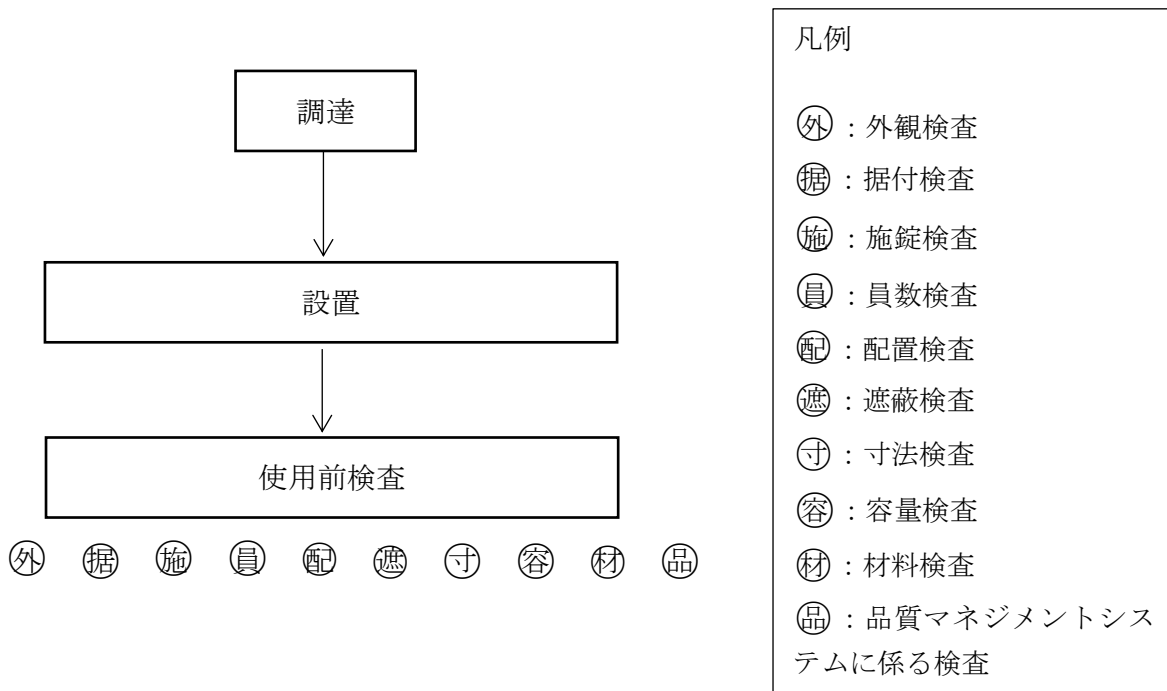 調達
設置
使用前検査
外 据 施 員 配 遮 寸 容 材 品
凡例
外：外観検査
据：据付検査
施：施錠検査
員：員数検査
配：配置検査
遮：遮蔽検査
寸：寸法検査
容：容量検査
材：材料検査
品：品質マネジメントシス
テムに係る検査